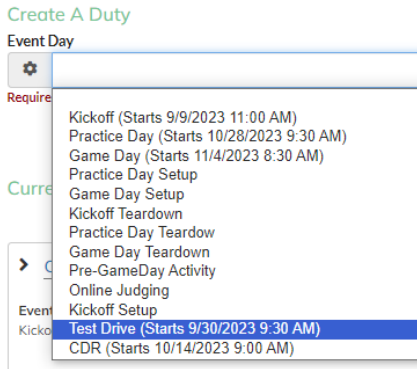 Create A Duty
Event Day
Require
Kickoff (Starts 9/9/2023 11:00 AM)
Practice Day (Starts 10/28/2023 9:30 AM)
Game Day (Starts 11/4/2023 8:30 AM)
Practice Day Setup
Game Day Setup
Kickoff Teardown
Practice Day Teardow
Game Day Teardown
Pre-GameDay Activity
Online Judging
Kickoff Setup
Test Drive (Starts 9/30/2023 9:30 AM)
CDR (Starts 10/14/2023 9:00 AM)
Curre
Event
Kicko